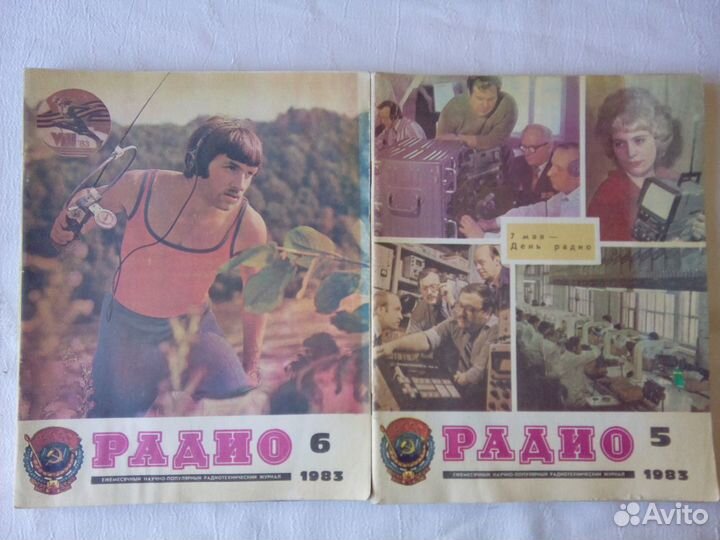 '83
РАДИО 6
ЕЖЕМЕСЯЧНЫЙ НАУЧНО-ПОПУЛЯРНЫЙ РАДИОТЕХНИЧЕСКИЙ ЖУРНАЛ
1983
7 мая —
День радио
РАДИО 5
ЕЖЕМЕСЯЧНЫЙ НАУЧНО-ПОПУЛЯРНЫЙ РАДИОТЕХНИЧЕСКИЙ ЖУРНАЛ
1983
Avito